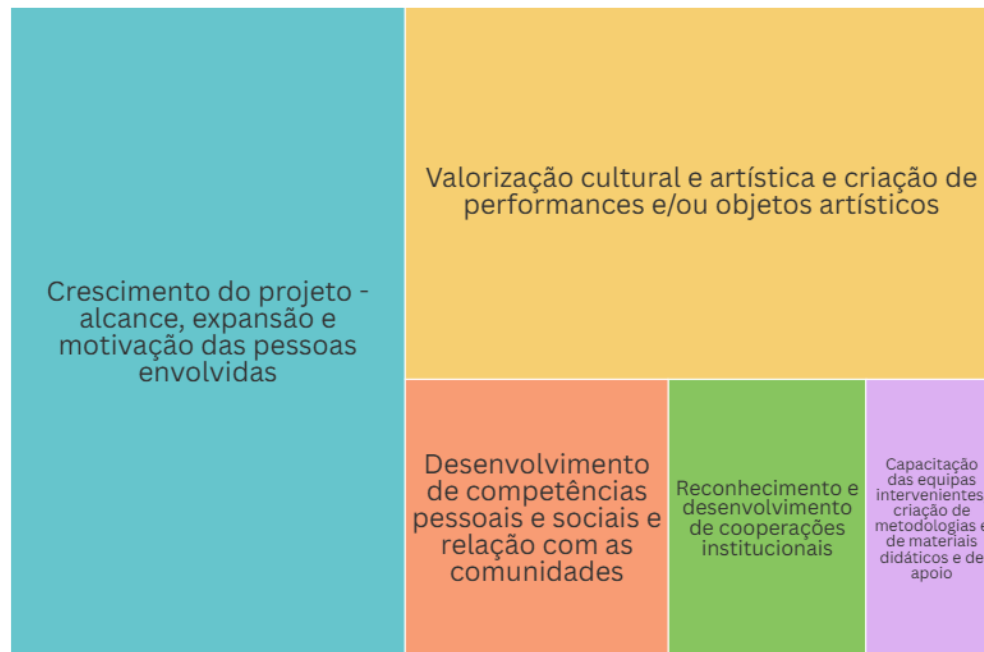 Crescimento do projeto -
alcance, expansão e
motivação das pessoas
envolvidas
Valorização cultural e artística e criação de
performances e/ou objetos artísticos
Desenvolvimento
de competências
pessoais e sociais e
relação com as
comunidades
Reconhecimento e
desenvolvimento
de cooperações
institucionais
Capacitação
das equipas
intervenientes
criação de
metodologias e
de materiais
didáticos e de
apoio